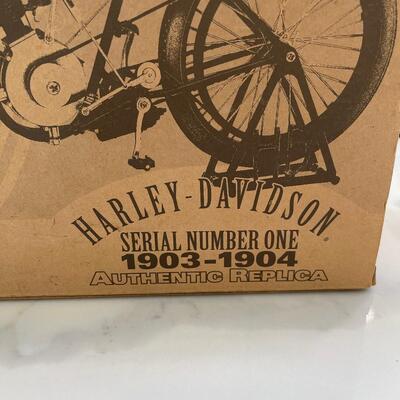 HARLEY-DAVIDSON®
SERIAL NUMBER ONE
1903-1904
AUTHENTIC REPLICA